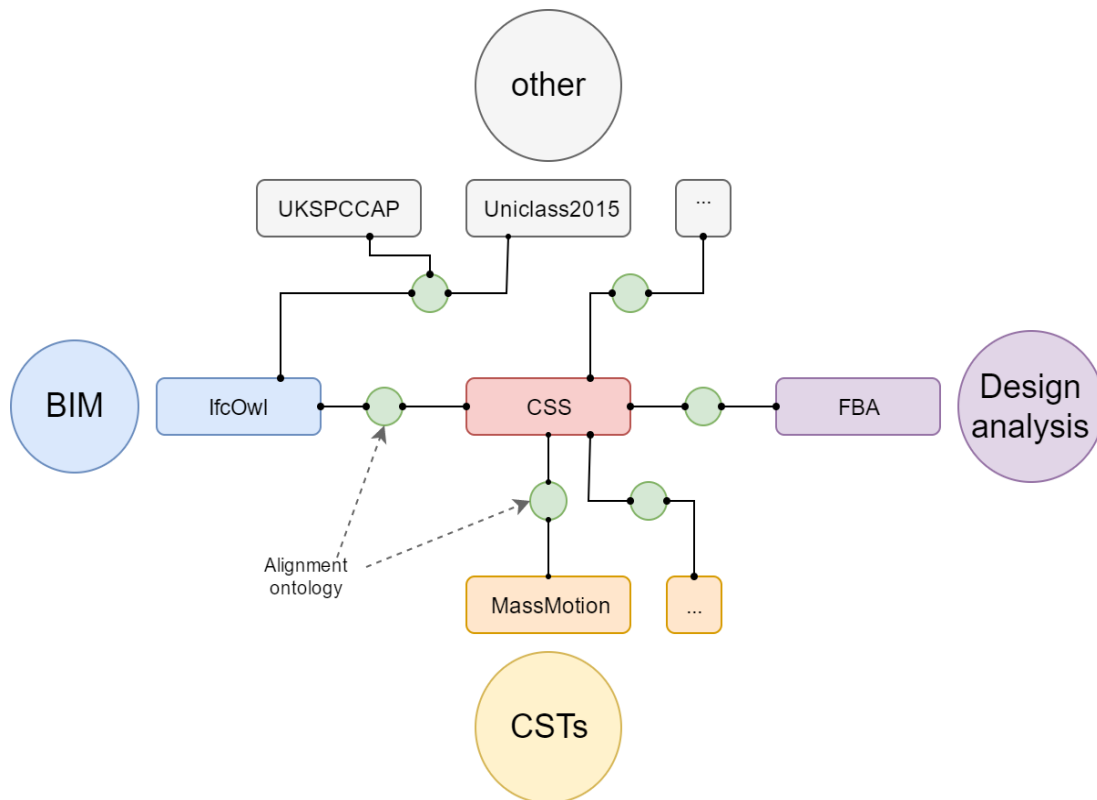 other
UKSPCCAP
Uniclass2015
...
BIM
IfcOwl
CSS
FBA
Design
analysis
Alignment
ontology
MassMotion
...
CSTs